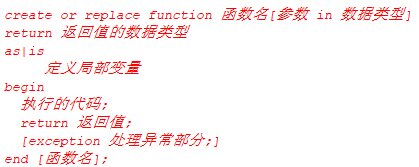 create or replace function 函数名[参数 in 数据类型]
return 返回值的数据类型
as|is
定义局部变量
begin
执行的代码;
return 返回值;
[exception 处理异常部分;]
end [函数名];